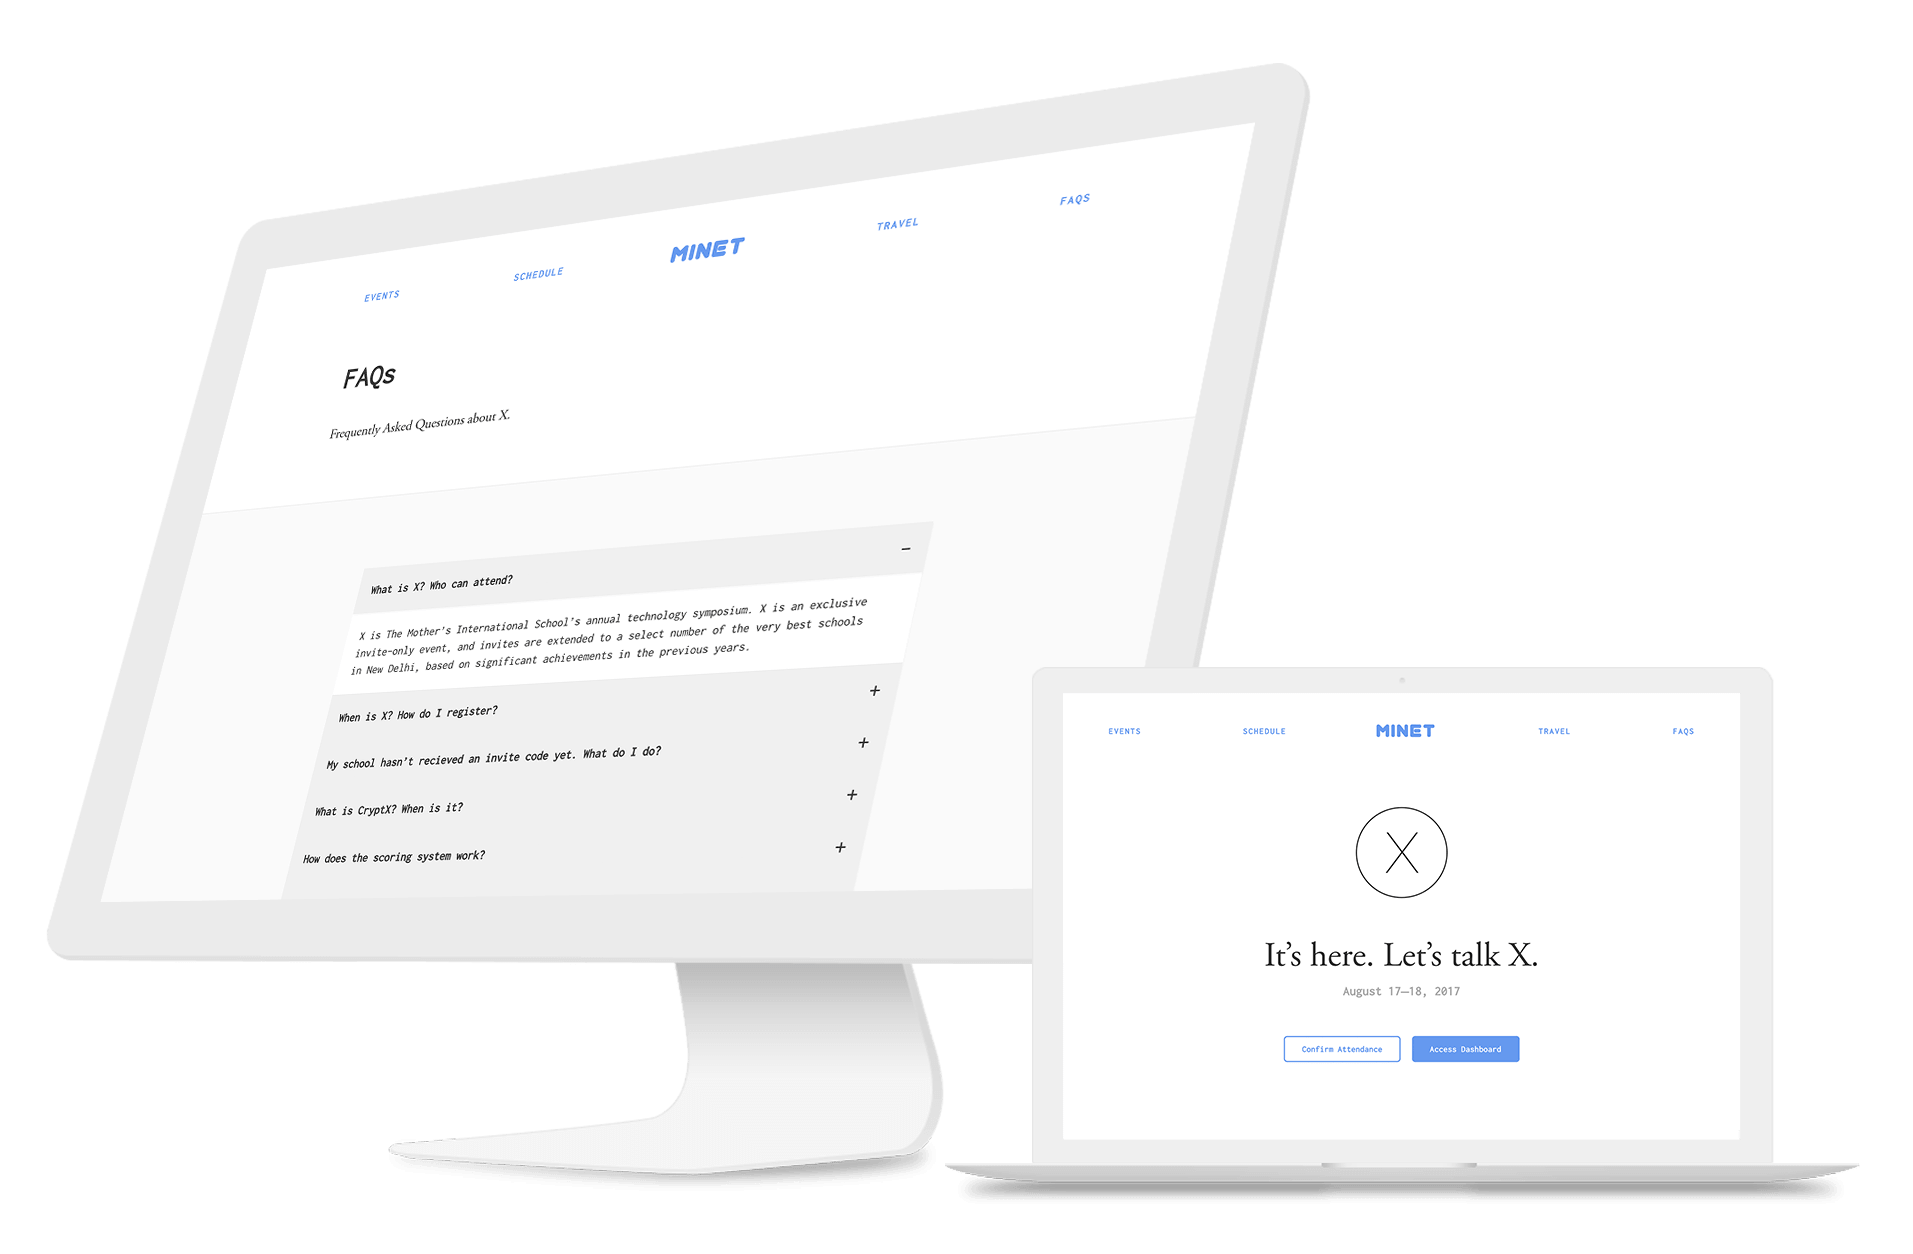 EVENTS
SCHEDULE
MINET
TRAVEL
FAQS
FAQs
Frequently Asked Questions about X.
What is X? Who can attend?
−
X is The Mother’s International School’s annual technology symposium. X is an exclusive
invite-only event, and invites are extended to a select number of the very best schools
in New Delhi, based on significant achievements in the previous years.
When is X? How do I register?
+
My school hasn’t recieved an invite code yet. What do I do?
+
What is CryptX? When is it?
+
How does the scoring system work?
+
EVENTS
SCHEDULE
MINET
TRAVEL
FAQS
X
It’s here. Let’s talk X.
August 17–18, 2017
Confirm Attendance
Access Dashboard